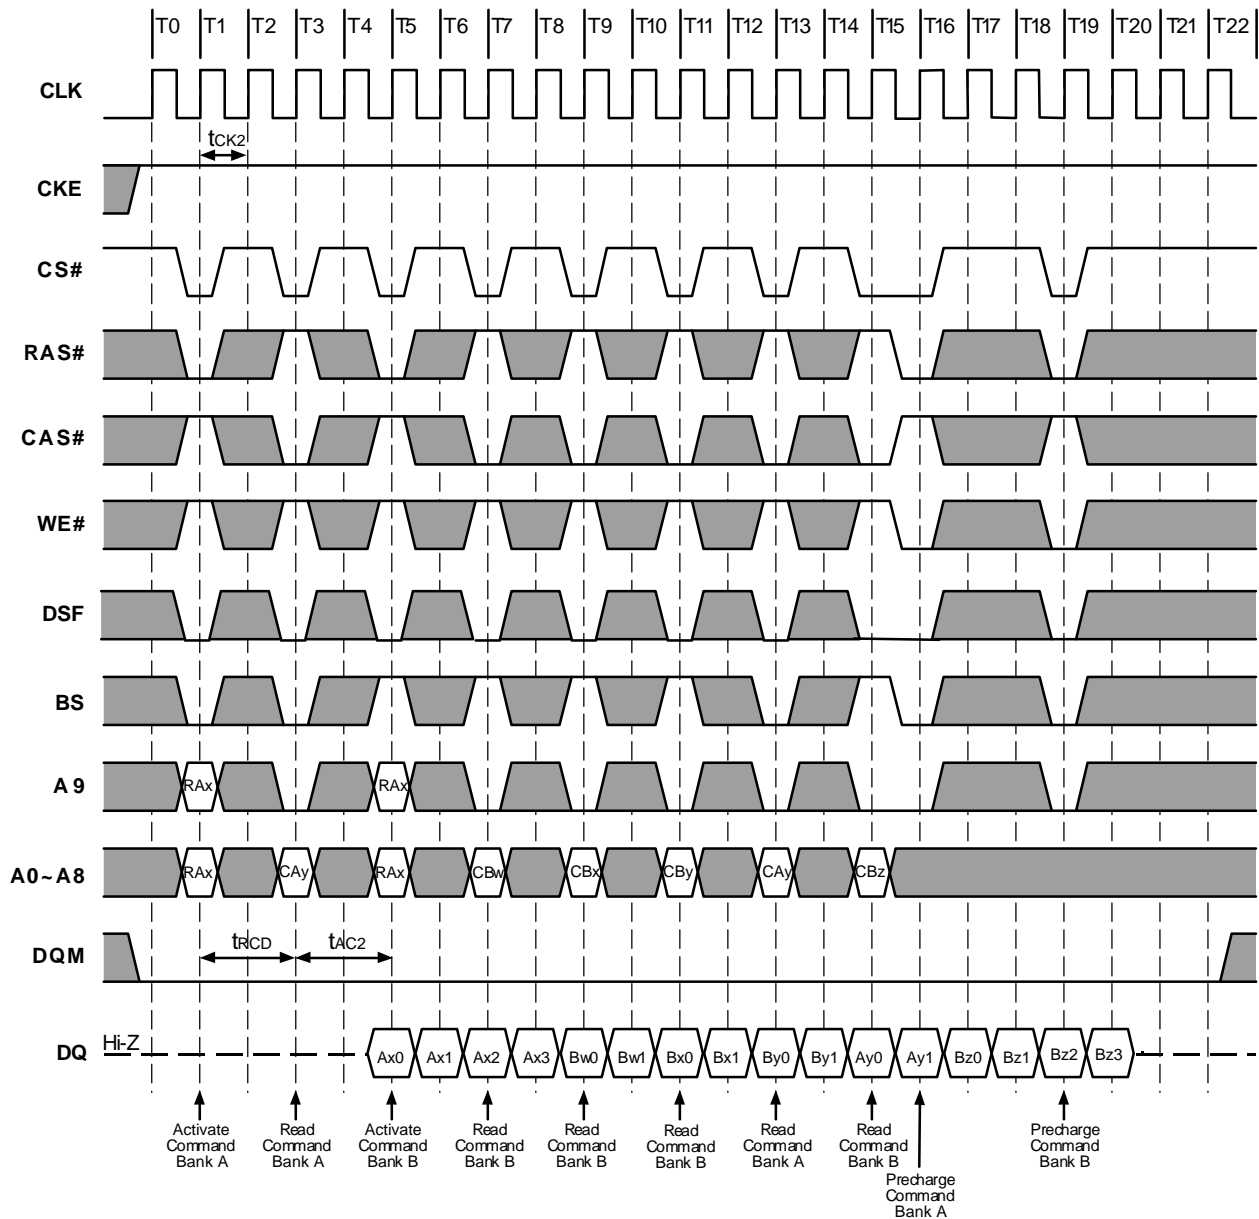 T0 T1 T2 T3 T4 T5 T6 T7 T8 T9 T10 T11 T12 T13 T14 T15 T16 T17 T18 T19 T20 T21 T22
CLK
tCK2
CKE
CS#
RAS#
CAS#
WE#
DSF
BS
A9 RAx RAx
A0~A8 RAx CAy RAx CBw CBx CBy CAy CBz
DQM tRCD tAC2
DQ Hi-Z Ax0 Ax1 Ax2 Ax3 Bw0 Bw1 Bx0 Bx1 By0 By1 Ay0 Ay1 Bz0 Bz1 Bz2 Bz3
Activate
Command
Bank A
Read
Command
Bank A
Activate
Command
Bank B
Read
Command
Bank B
Read
Command
Bank B
Read
Command
Bank B
Read
Command
Bank A
Read
Command
Bank B
Precharge
Command
Bank A
Precharge
Command
Bank B